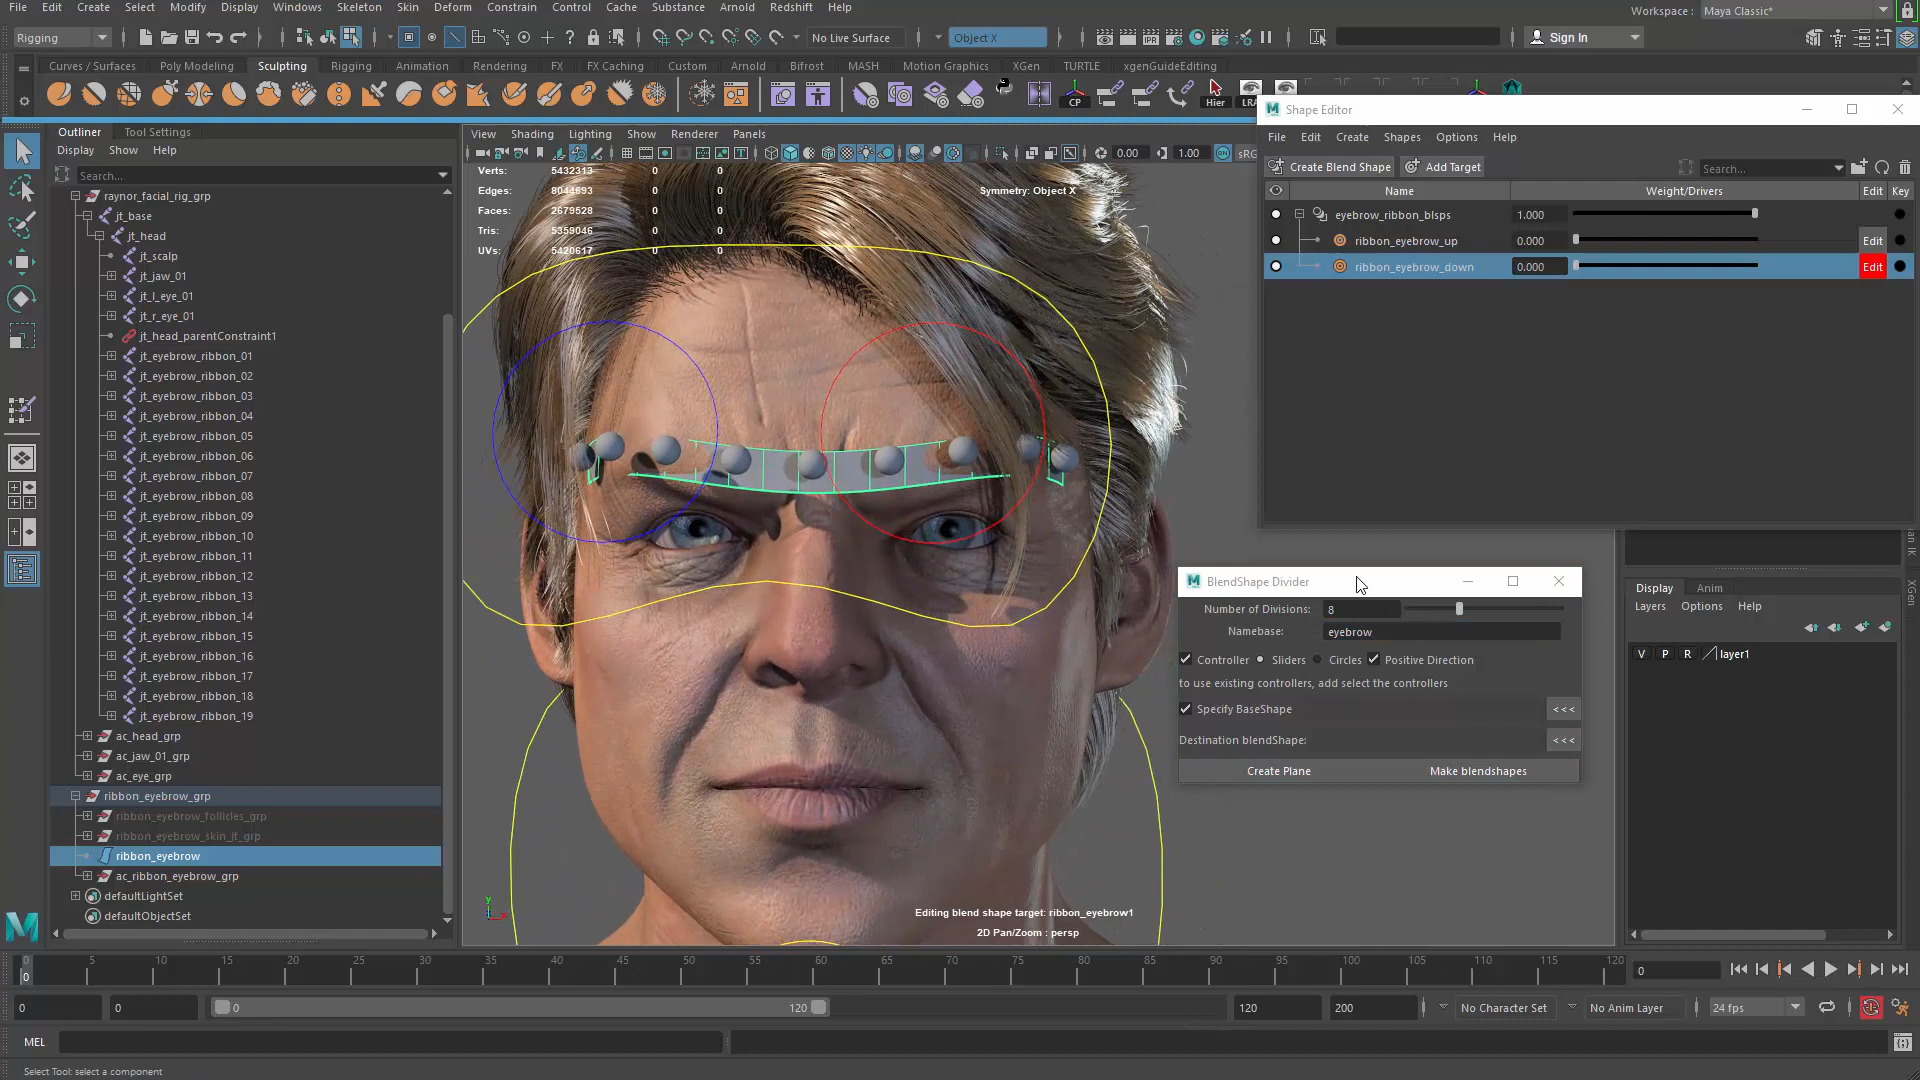 File Edit Create Select Modify Display Windows Skeleton Skin Deform Constrain Control Cache Substance Arnold Redshift Help
Workspace : Maya Classic*
Rigging No Live Surface Object X Sign In
Curves / Surfaces Poly Modeling Sculpting Rigging Animation Rendering FX FX Caching Custom Arnold Bifrost MASH Motion Graphics XGen TURTLE xgenGuideEditing
CP Hier LRA
Shape Editor
File Edit Create Shapes Options Help
Create Blend Shape Add Target Search...
Name Weight/Drivers Edit Key
eyebrow_ribbon_blsps 1.000
ribbon_eyebrow_up 0.000 Edit
ribbon_eyebrow_down 0.000 Edit
Outliner Tool Settings
Display Show Help
Search...
raynor_facial_rig_grp
jt_base
jt_head
jt_scalp
jt_jaw_01
jt_l_eye_01
jt_r_eye_01
jt_head_parentConstraint1
jt_eyebrow_ribbon_01
jt_eyebrow_ribbon_02
jt_eyebrow_ribbon_03
jt_eyebrow_ribbon_04
jt_eyebrow_ribbon_05
jt_eyebrow_ribbon_06
jt_eyebrow_ribbon_07
jt_eyebrow_ribbon_08
jt_eyebrow_ribbon_09
jt_eyebrow_ribbon_10
jt_eyebrow_ribbon_11
jt_eyebrow_ribbon_12
jt_eyebrow_ribbon_13
jt_eyebrow_ribbon_14
jt_eyebrow_ribbon_15
jt_eyebrow_ribbon_16
jt_eyebrow_ribbon_17
jt_eyebrow_ribbon_18
jt_eyebrow_ribbon_19
ac_head_grp
ac_jaw_01_grp
ac_eye_grp
ribbon_eyebrow_grp
ribbon_eyebrow_follicles_grp
ribbon_eyebrow_skin_jt_grp
ribbon_eyebrow
ac_ribbon_eyebrow_grp
defaultLightSet
defaultObjectSet
View Shading Lighting Show Renderer Panels
0.00 1.00
Verts: 5432313 0 0
Edges: 8044693 0 0
Faces: 2679528 0 0
Tris: 5359046 0 0
UVs: 5420617 0 0
Symmetry: Object X
Editing blend shape target: ribbon_eyebrow1
2D Pan/Zoom : persp
BlendShape Divider
Number of Divisions: 8
Namebase: eyebrow
Controller Sliders Circles Positive Direction
to use existing controllers, add select the controllers
Specify BaseShape <<<
Destination blendShape: <<<
Create Plane Make blendshapes
Display Anim
Layers Options Help
V P R layer1
XGen
0 5 10 15 20 25 30 35 40 45 50 55 60 65 70 75 80 85 90 95 100 105 110 115 120
0 0
0 0 0 120 120 200 No Character Set No Anim Layer 24 fps
MEL
Select Tool: select a component